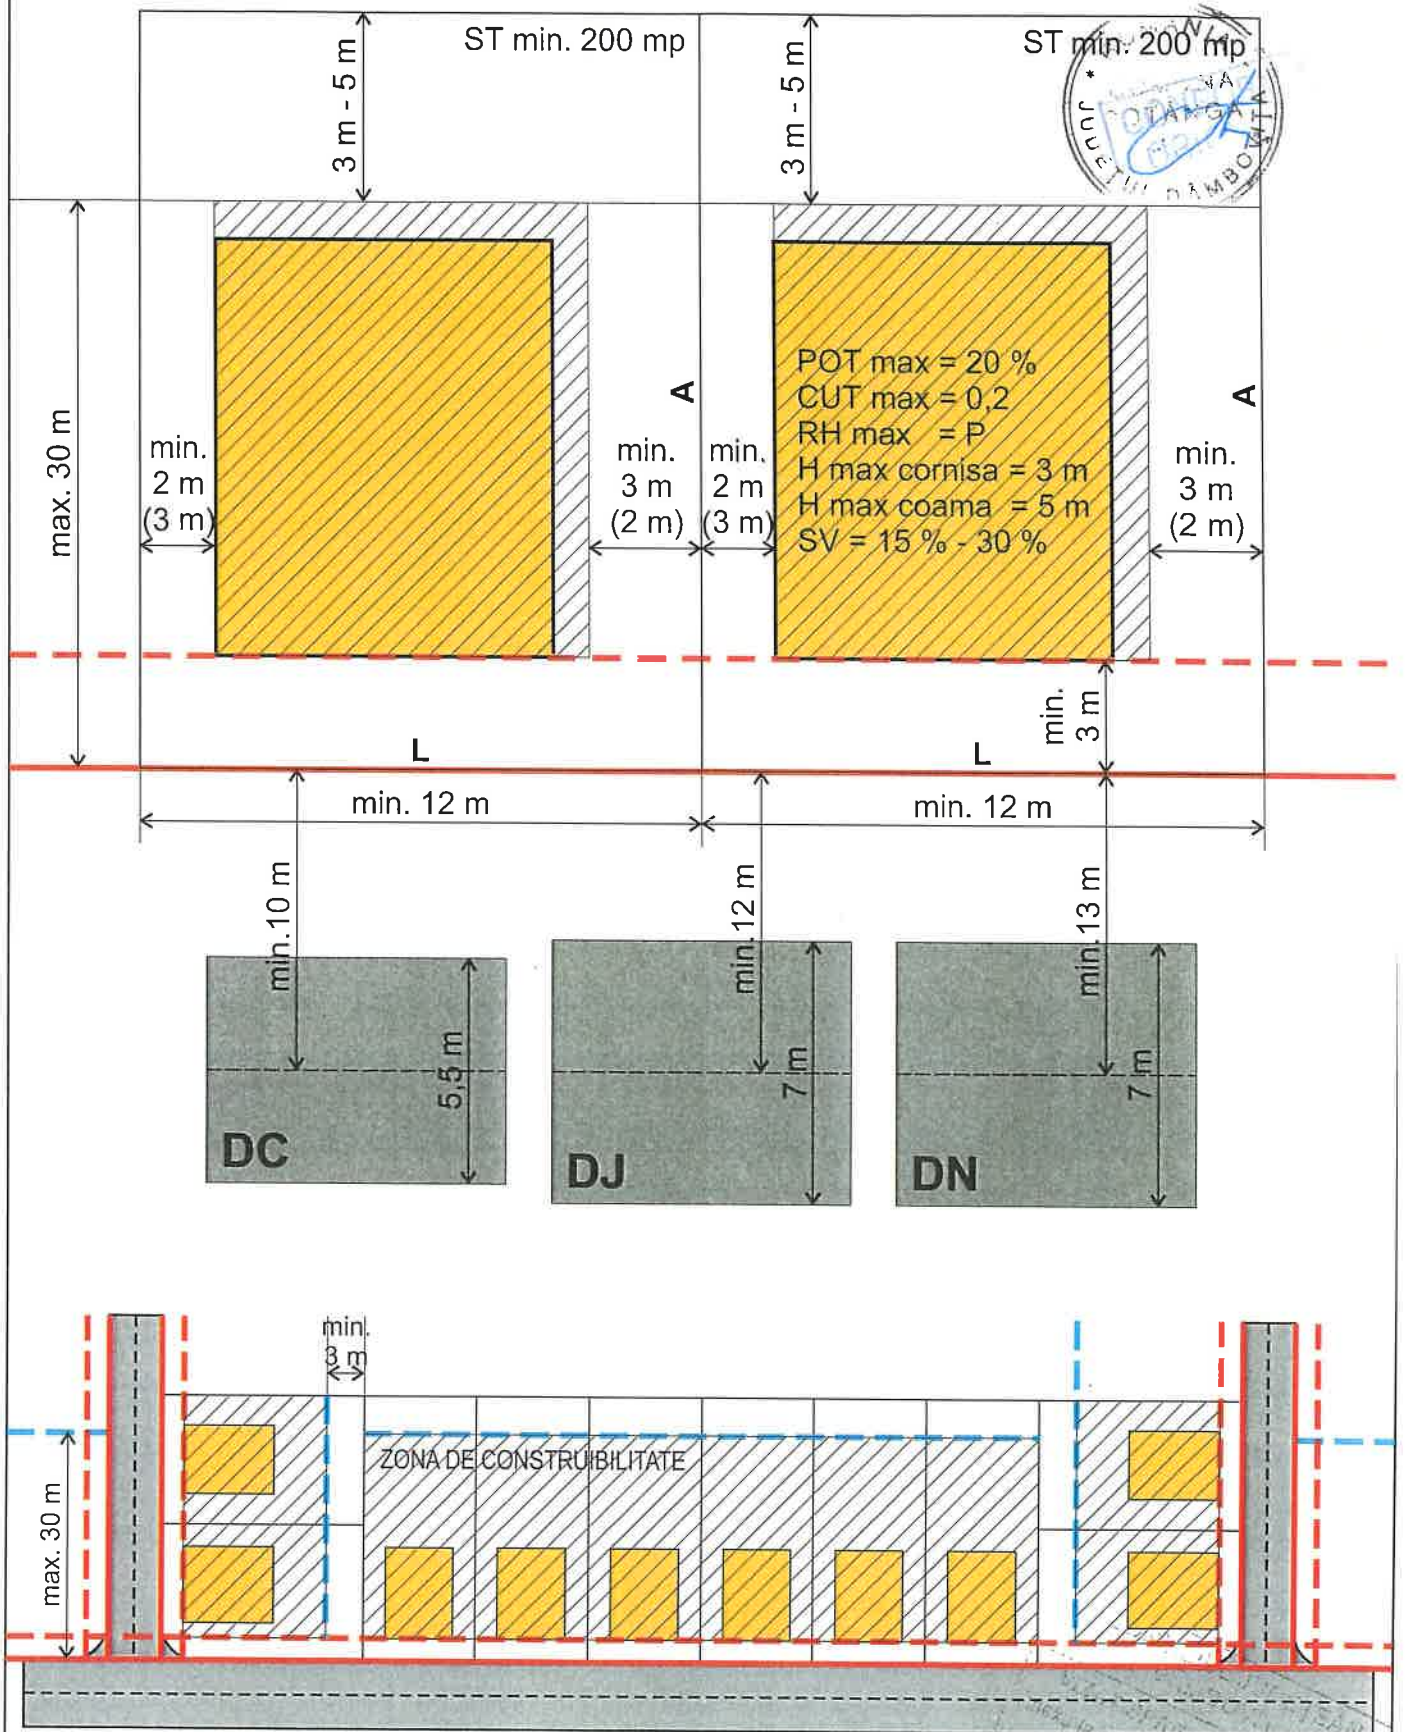 ST min. 200 mp
ST min. 200 mp
3 m - 5 m
3 m - 5 m
JUDEȚUL DÂMBOVIȚA
max. 30 m
min.
2 m
(3 m)
min.
3 m
(2 m)
A
min.
2 m
(3 m)
POT max = 20 %
CUT max = 0,2
RH max = P
H max cornisa = 3 m
H max coama = 5 m
SV = 15 % - 30 %
A
min.
3 m
(2 m)
min.
3 m
L
L
min. 12 m
min. 12 m
min.10 m
min.12 m
min.13 m
5,5 m
7 m
7 m
DC
DJ
DN
min.
3 m
ZONA DE CONSTRUIBILITATE
max. 30 m